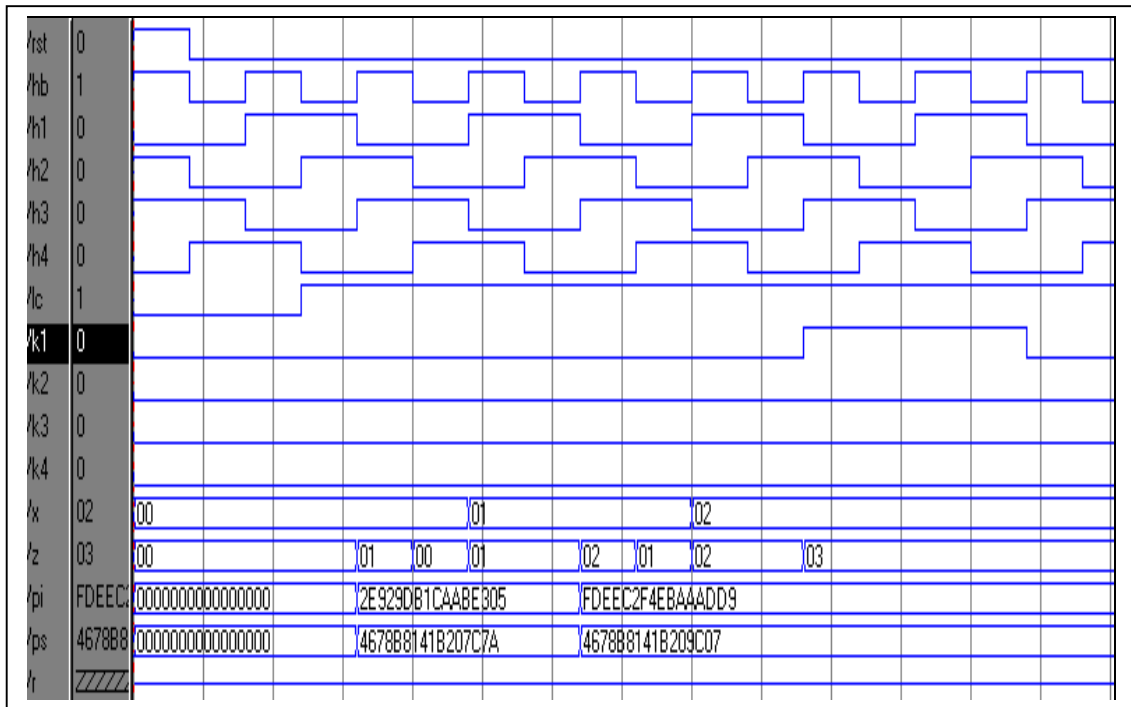 /rst 0
/hb 1
/h1 0
/h2 0
/h3 0
/h4 0
/lc 1
/k1 0
/k2 0
/k3 0
/k4 0
/x 02 00 01 02
/z 03 00 01 00 01 02 01 02 03
/pi FDEEC2 0000000000000000 2E929DB1CAABE305 FDEEC2F4EBAAADD9
/ps 4678B8 0000000000000000 4678B8141B207C7A 4678B8141B209C07
/r